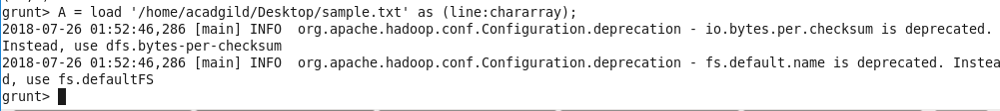 grunt> A = load '/home/acadgild/Desktop/sample.txt' as (line:chararray);
2018-07-26 01:52:46,286 [main] INFO  org.apache.hadoop.conf.Configuration.deprecation - io.bytes.per.checksum is deprecated.
Instead, use dfs.bytes-per-checksum
2018-07-26 01:52:46,286 [main] INFO  org.apache.hadoop.conf.Configuration.deprecation - fs.default.name is deprecated. Instea
d, use fs.defaultFS
grunt>